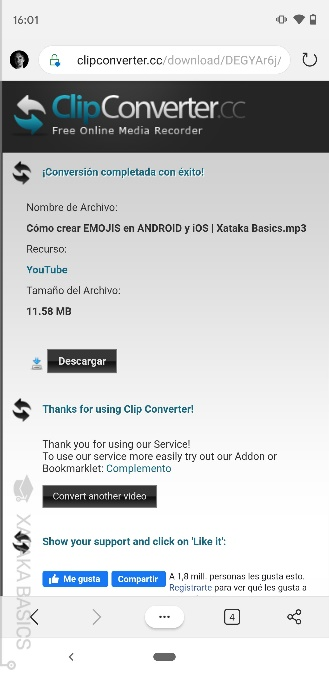 16:01
clipconverter.cc/download/DEGYAr6j/
ClipConverter.cc
Free Online Media Recorder
¡Conversión completada con éxito!
Nombre de Archivo:
Cómo crear EMOJIS en ANDROID y iOS | Xataka Basics.mp3
Recurso:
YouTube
Tamaño del Archivo:
11.58 MB
Descargar
Thanks for using Clip Converter!
Thank you for using our Service!
To use our service more easily try out our Addon or
Bookmarklet: Complemento
Convert another video
Show your support and click on 'Like it':
Me gusta
Compartir
A 1,8 mill. personas les gusta esto.
Registrarte para ver qué les gusta a
4
XATAKA BASICS